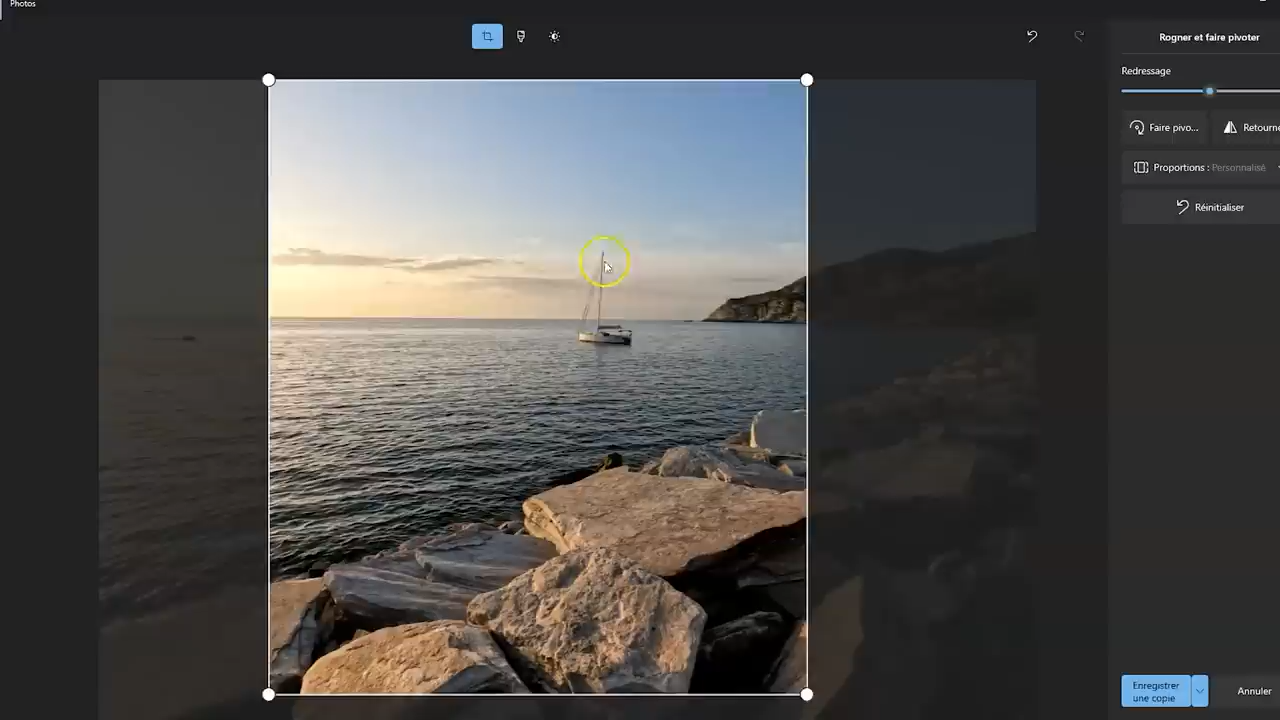 Photos
Rogner et faire pivoter
Redressage
Faire pivo...
Retourne
Proportions : Personnalisé
Réinitialiser
Enregistrer
une copie
Annuler